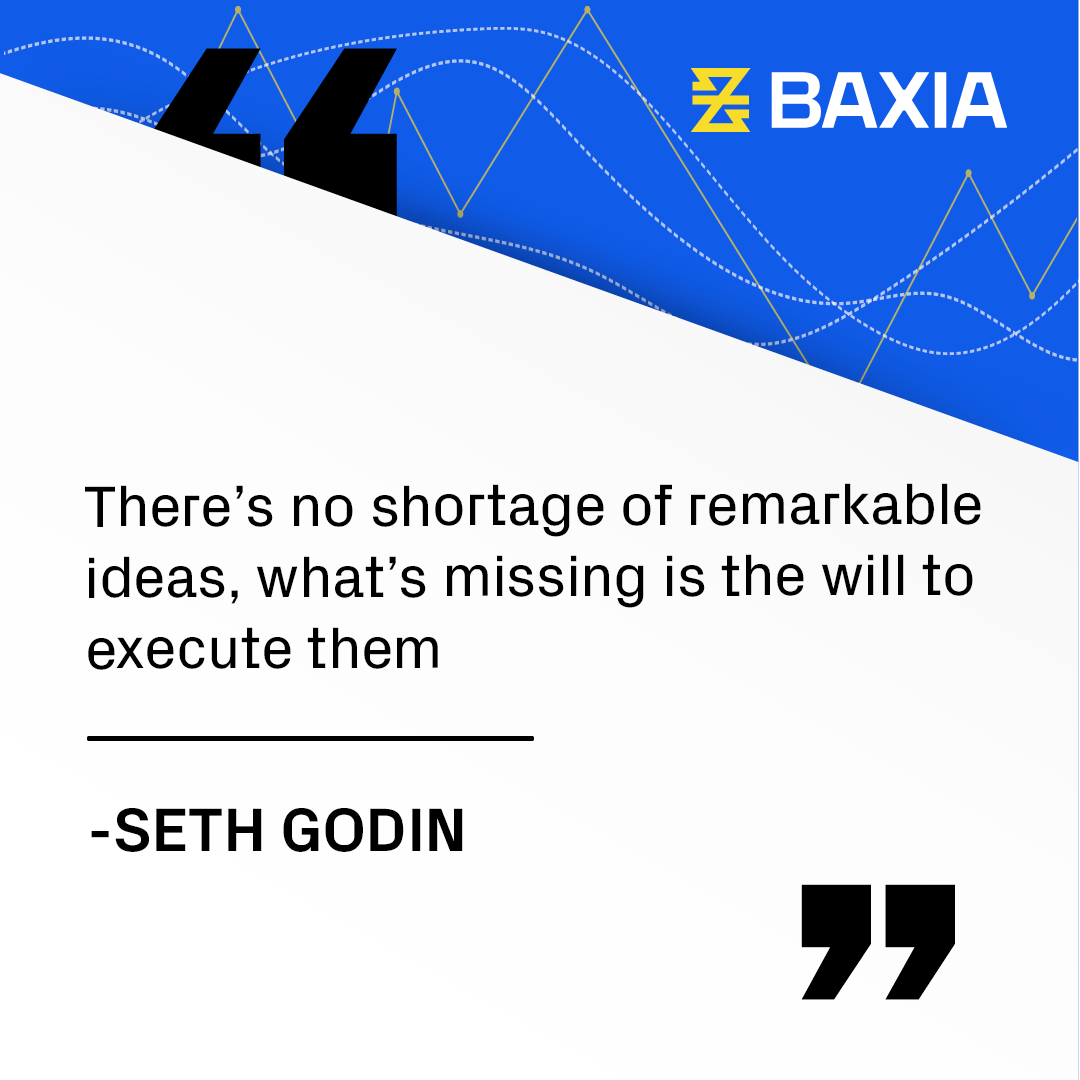 BAXIA
“
There’s no shortage of remarkable
ideas, what’s missing is the will to
execute them
-SETH GODIN
”